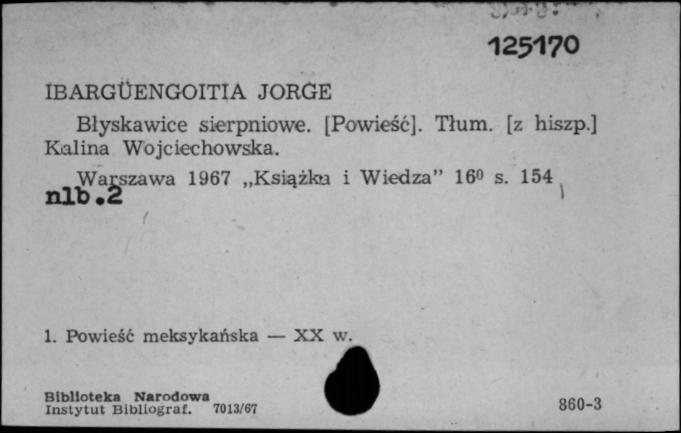 125170
IBARGÜENGOITIA JORGE
Błyskawice sierpniowe. [Powieść]. Tłum. [z hiszp.]
Kalina Wojciechowska.
Warszawa 1967 „Książka i Wiedza” 16⁰ s. 154
nlb.2
1. Powieść meksykańska — XX w.
Biblioteka Narodowa
Instytut Bibliograf. 7013/67
860-3